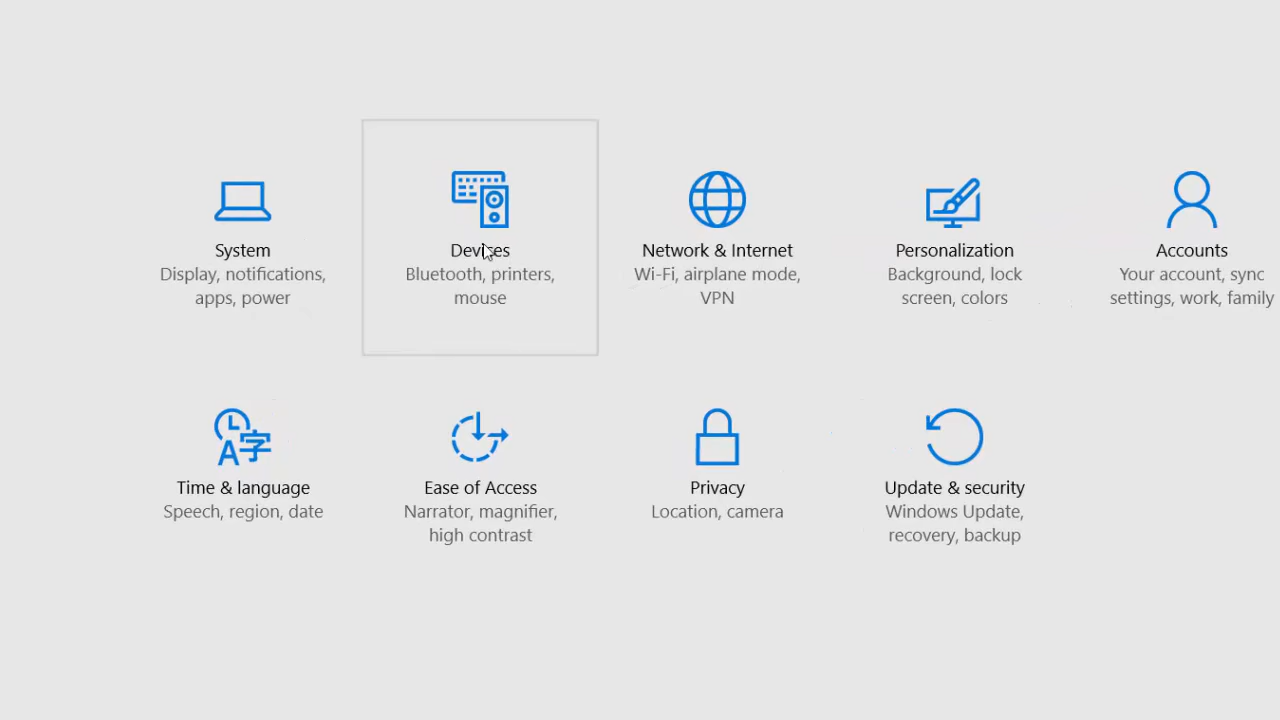 System
Display, notifications,
apps, power
Devices
Bluetooth, printers,
mouse
Network & Internet
Wi-Fi, airplane mode,
VPN
Personalization
Background, lock
screen, colors
Accounts
Your account, sync
settings, work, family
Time & language
Speech, region, date
Ease of Access
Narrator, magnifier,
high contrast
Privacy
Location, camera
Update & security
Windows Update,
recovery, backup